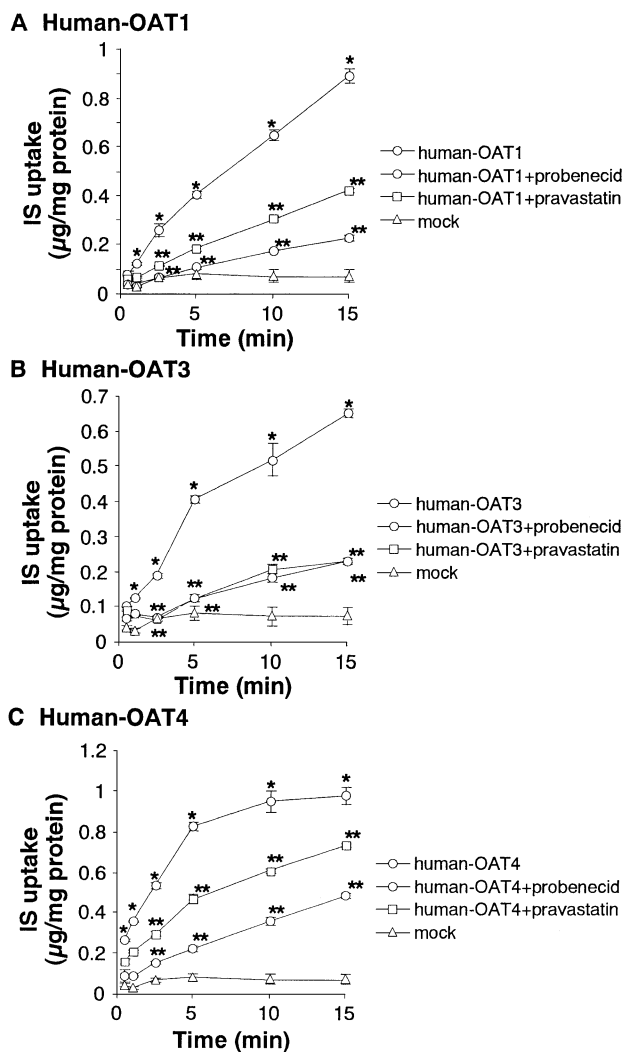 A Human-OAT1
IS uptake
(µg/mg protein)
1
0.8
0.6
0.4
0.2
0
0 5 10 15
Time (min)
* * * * * *
** ** ** ** **
** ** ** **
human-OAT1
human-OAT1+probenecid
human-OAT1+pravastatin
mock
B Human-OAT3
IS uptake
(µg/mg protein)
0.7
0.6
0.5
0.4
0.3
0.2
0.1
0
0 5 10 15
Time (min)
* * * * *
** ** ** **
** ** ** **
human-OAT3
human-OAT3+probenecid
human-OAT3+pravastatin
mock
C Human-OAT4
IS uptake
(µg/mg protein)
1.2
1
0.8
0.6
0.4
0.2
0
0 5 10 15
Time (min)
* * * * * *
** ** ** **
** ** ** **
human-OAT4
human-OAT4+probenecid
human-OAT4+pravastatin
mock